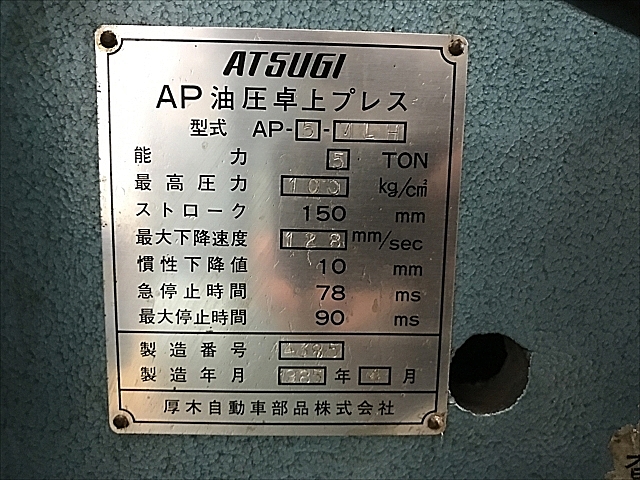 ATSUGI
AP 油圧卓上プレス
型式 AP-5-VLH
能力 5 TON
最高圧力 100 kg/cm²
ストローク 150 mm
最大下降速度 128 mm/sec
慣性下降値 10 mm
急停止時間 78 ms
最大停止時間 90 ms
製造番号
製造年月 年 月
厚木自動車部品株式会社